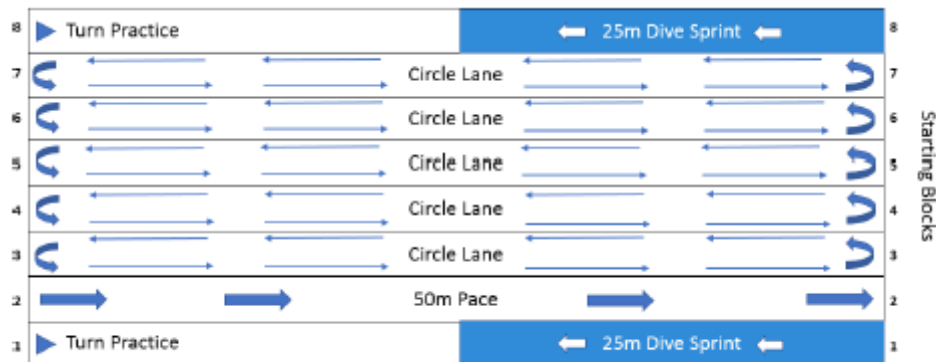 8 Turn Practice 25m Dive Sprint 8
7 Circle Lane 7
6 Circle Lane 6
5 Circle Lane 5
4 Circle Lane 4
3 Circle Lane 3
2 50m Pace 2
1 Turn Practice 25m Dive Sprint 1
Starting Blocks